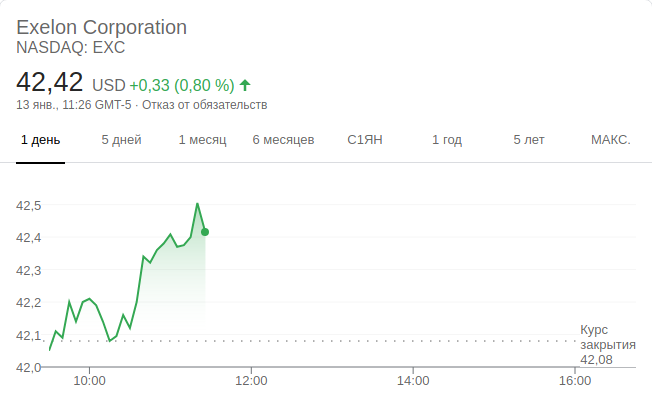 Exelon Corporation
NASDAQ: EXC
42,42 USD +0,33 (0,80 %)
13 янв., 11:26 GMT-5 · Отказ от обязательств
1 день 5 дней 1 месяц 6 месяцев С1ЯН 1 год 5 лет МАКС.
42,5
42,4
42,3
42,2
42,1
42,0
Курс
закрытия
42,08
10:00 12:00 14:00 16:00